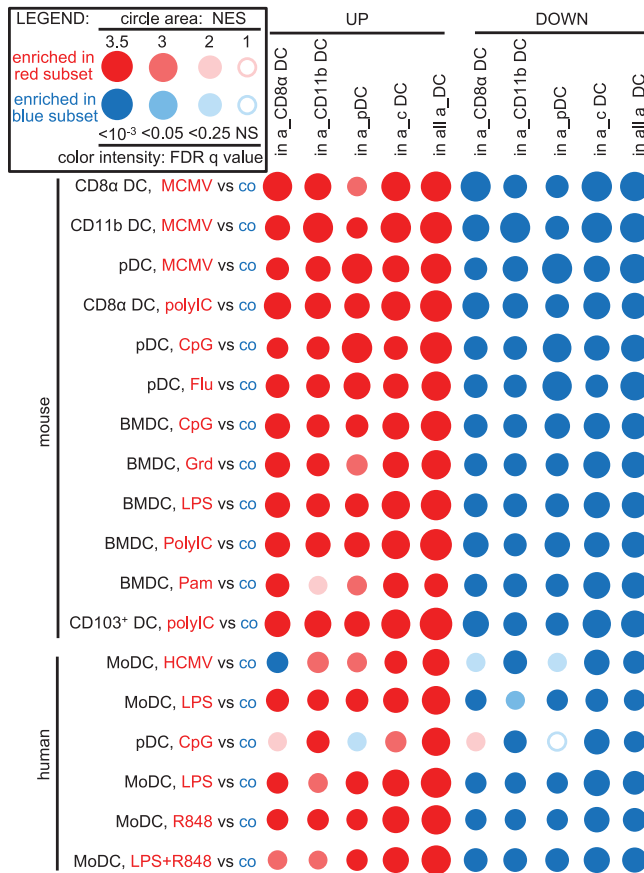 LEGEND: circle area: NES
3.5 3 2 1
enriched in
red subset
enriched in
blue subset
<10⁻³ <0.05 <0.25 NS
color intensity: FDR q value
UP DOWN
in a_CD8α DC
in a_CD11b DC
in a_pDC
in a_c DC
in all a_DC
in a_CD8α DC
in a_CD11b DC
in a_pDC
in a_c DC
in all a_DC
mouse
CD8α DC, MCMV vs co
CD11b DC, MCMV vs co
pDC, MCMV vs co
CD8α DC, polyIC vs co
pDC, CpG vs co
pDC, Flu vs co
BMDC, CpG vs co
BMDC, Grd vs co
BMDC, LPS vs co
BMDC, PolyIC vs co
BMDC, Pam vs co
CD103⁺ DC, polyIC vs co
human
MoDC, HCMV vs co
MoDC, LPS vs co
pDC, CpG vs co
MoDC, LPS vs co
MoDC, R848 vs co
MoDC, LPS+R848 vs co